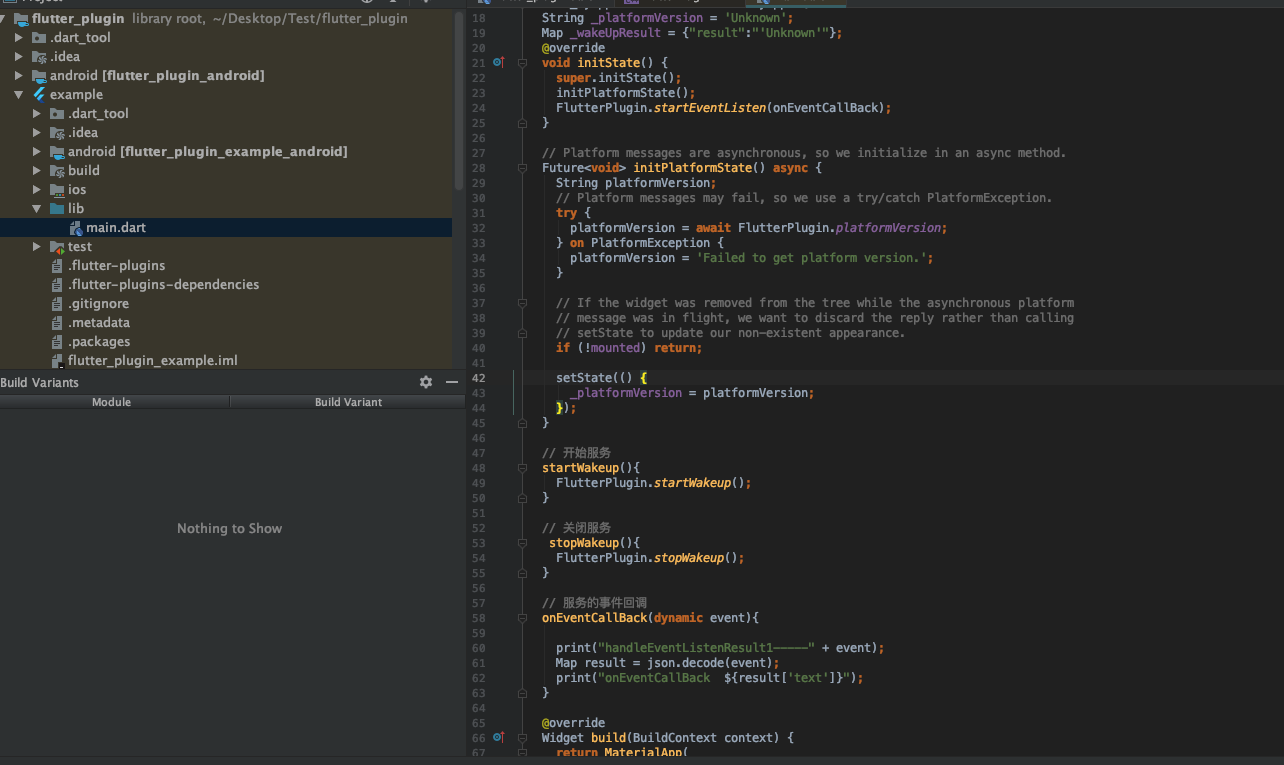 flutter_plugin library root, ~/Desktop/Test/flutter_plugin
.dart_tool
.idea
android [flutter_plugin_android]
example
.dart_tool
.idea
android [flutter_plugin_example_android]
build
ios
lib
main.dart
test
.flutter-plugins
.flutter-plugins-dependencies
.gitignore
.metadata
.packages
flutter_plugin_example.iml
Build Variants
Module Build Variant
Nothing to Show
18 String _platformVersion = 'Unknown';
19 Map _wakeUpResult = {"result":"'Unknown'"};
20 @override
21 void initState() {
22 super.initState();
23 initPlatformState();
24 FlutterPlugin.startEventListen(onEventCallBack);
25 }
26
27 // Platform messages are asynchronous, so we initialize in an async method.
28 Future<void> initPlatformState() async {
29 String platformVersion;
30 // Platform messages may fail, so we use a try/catch PlatformException.
31 try {
32 platformVersion = await FlutterPlugin.platformVersion;
33 } on PlatformException {
34 platformVersion = 'Failed to get platform version.';
35 }
36
37 // If the widget was removed from the tree while the asynchronous platform
38 // message was in flight, we want to discard the reply rather than calling
39 // setState to update our non-existent appearance.
40 if (!mounted) return;
41
42 setState(() {
43 _platformVersion = platformVersion;
44 });
45 }
46
47 // 开始服务
48 startWakeup(){
49 FlutterPlugin.startWakeup();
50 }
51
52 // 关闭服务
53 stopWakeup(){
54 FlutterPlugin.stopWakeup();
55 }
56
57 // 服务的事件回调
58 onEventCallBack(dynamic event){
59
60 print("handleEventListenResult1-----" + event);
61 Map result = json.decode(event);
62 print("onEventCallBack  ${result['text']}");
63 }
64
65 @override
66 Widget build(BuildContext context) {
67 return MaterialApp(